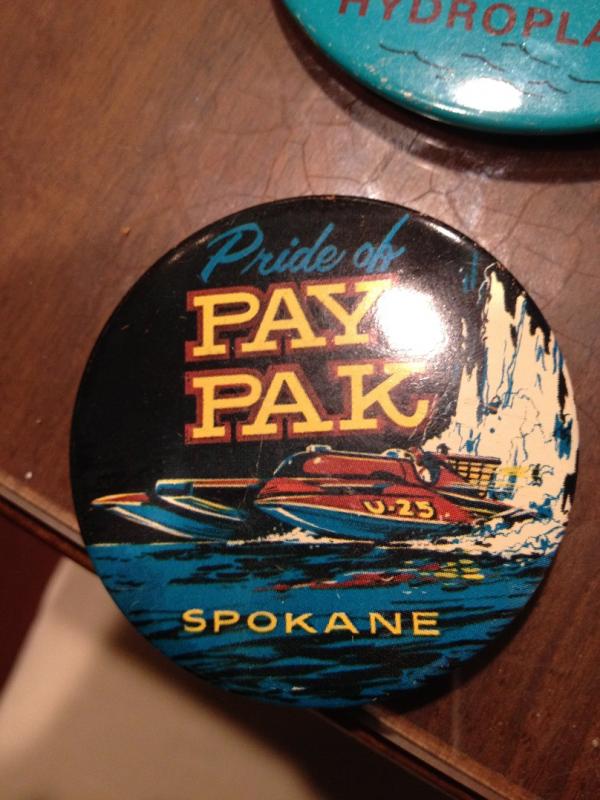 HYDROPLA
Pride of
PAY
PAK
U-25
SPOKANE